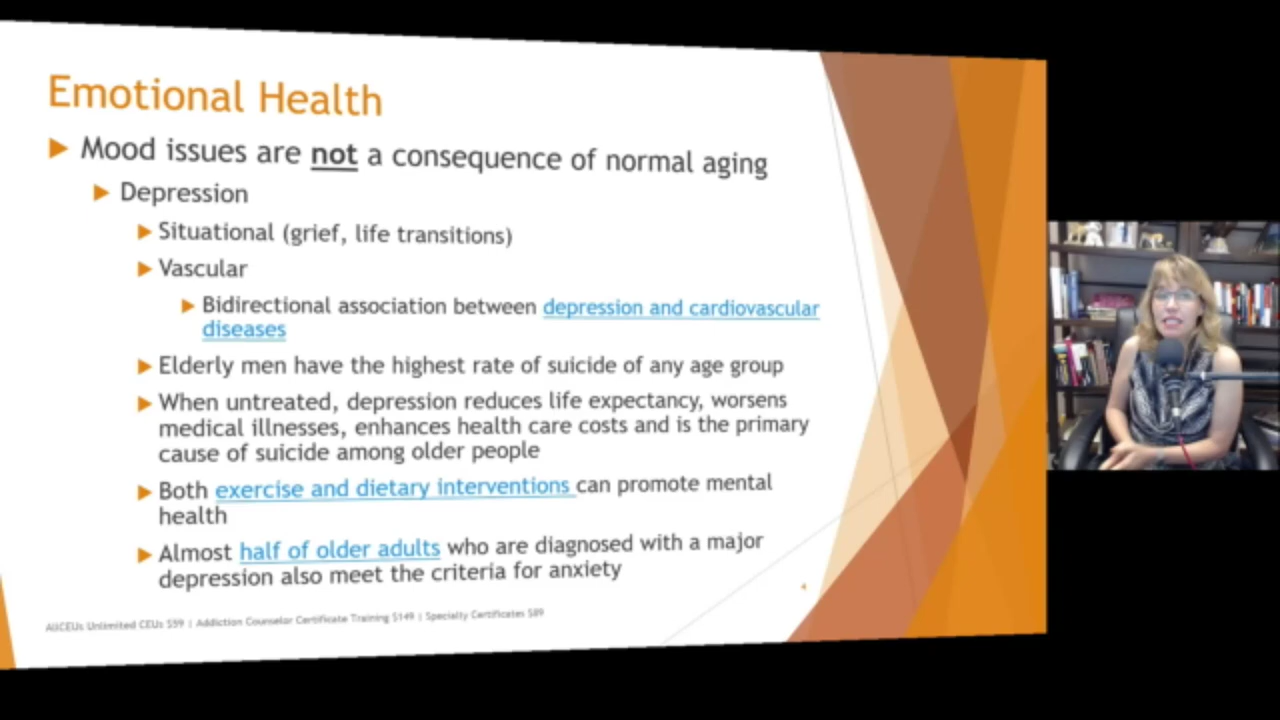 Emotional Health
Mood issues are not a consequence of normal aging
Depression
Situational (grief, life transitions)
Vascular
Bidirectional association between depression and cardiovascular
diseases
Elderly men have the highest rate of suicide of any age group
When untreated, depression reduces life expectancy, worsens
medical illnesses, enhances health care costs and is the primary
cause of suicide among older people
Both exercise and dietary interventions can promote mental
health
Almost half of older adults who are diagnosed with a major
depression also meet the criteria for anxiety
4
AllCEUs Unlimited CEUs $59 | Addiction Counselor Certificate Training $149 | Specialty Certificates $89